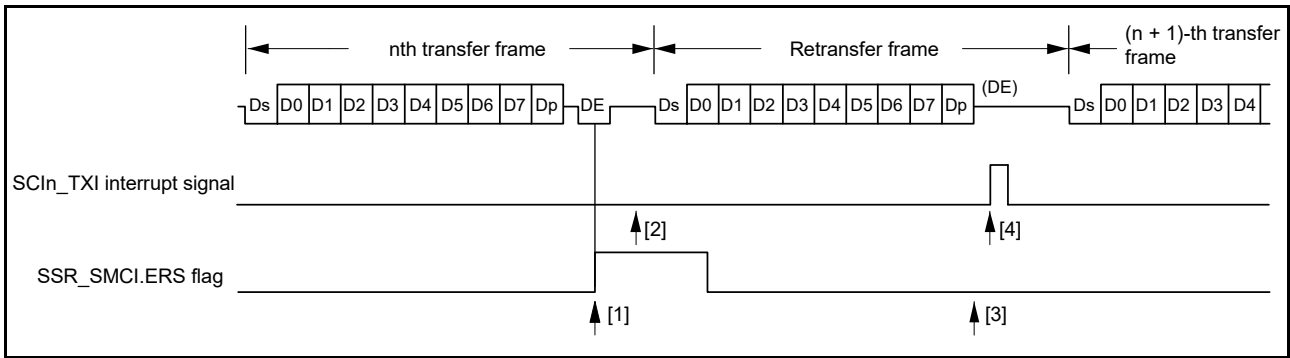 nth transfer frame
Retransfer frame
(n + 1)-th transfer
frame
Ds D0 D1 D2 D3 D4 D5 D6 D7 Dp DE
Ds D0 D1 D2 D3 D4 D5 D6 D7 Dp (DE)
Ds D0 D1 D2 D3 D4
SCIn_TXI interrupt signal
[2]
[4]
SSR_SMCI.ERS flag
[1]
[3]